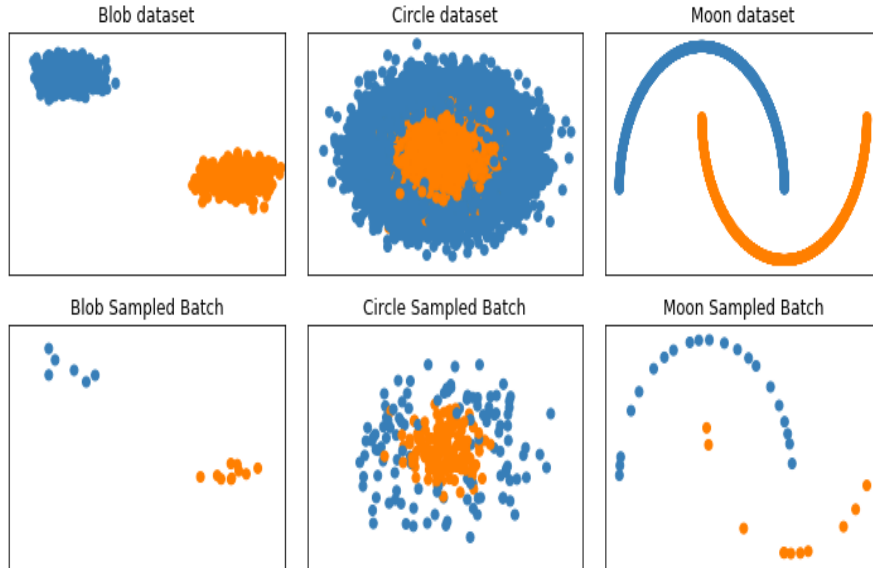 Blob dataset
Circle dataset
Moon dataset
Blob Sampled Batch
Circle Sampled Batch
Moon Sampled Batch